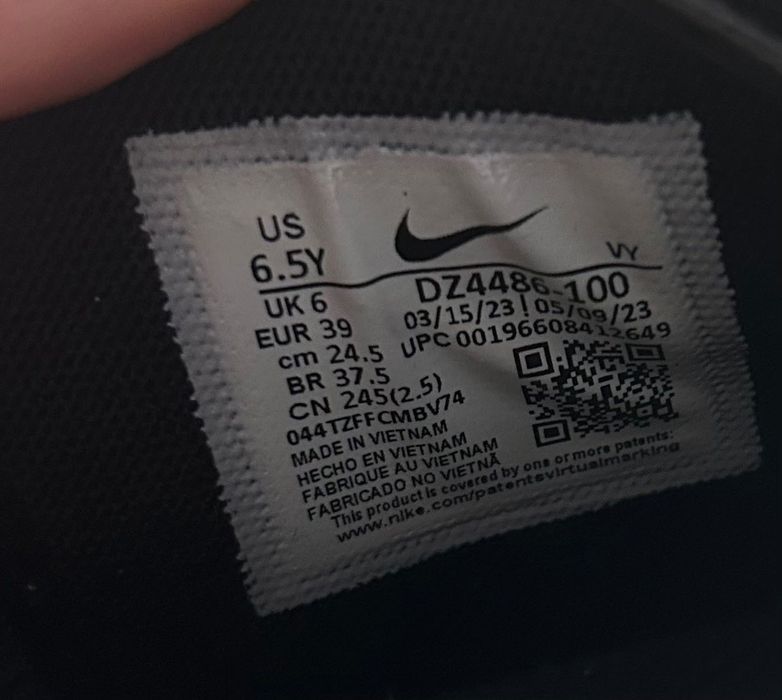 US
6.5Y
VY
UK 6
EUR 39
cm 24.5
BR 37.5
CN 245(2.5)
DZ4486-100
03/15/23 | 05/09/23
UPC 00196608412649
044TZFFCMBV74
MADE IN VIETNAM
HECHO EN VIETNAM
FABRIQUE AU VIETNAM
FABRICADO NO VIETNÃ
This product is covered by one or more patents:
www.nike.com/patentsvirtualmarking